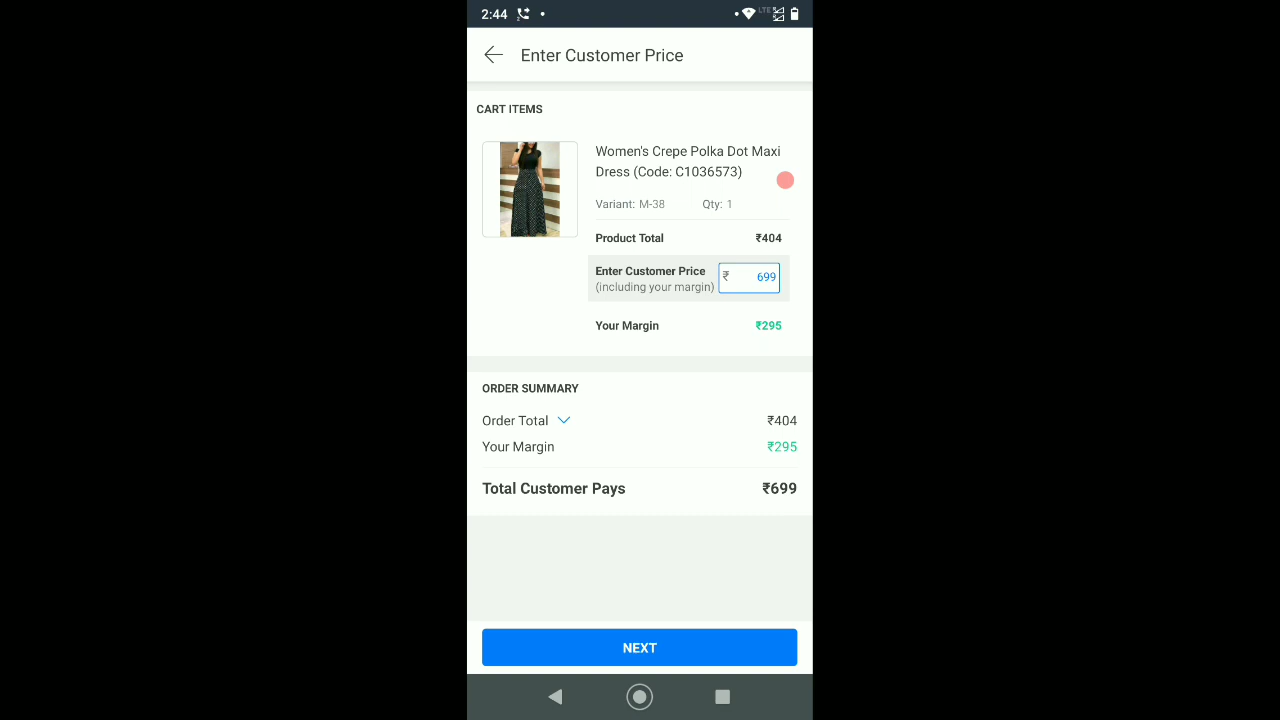 2:44
LTE
Enter Customer Price
CART ITEMS
Women's Crepe Polka Dot Maxi
Dress (Code: C1036573)
Variant: M-38 Qty: 1
Product Total ₹404
Enter Customer Price
(including your margin) ₹ 699
Your Margin ₹295
ORDER SUMMARY
Order Total ₹404
Your Margin ₹295
Total Customer Pays ₹699
NEXT